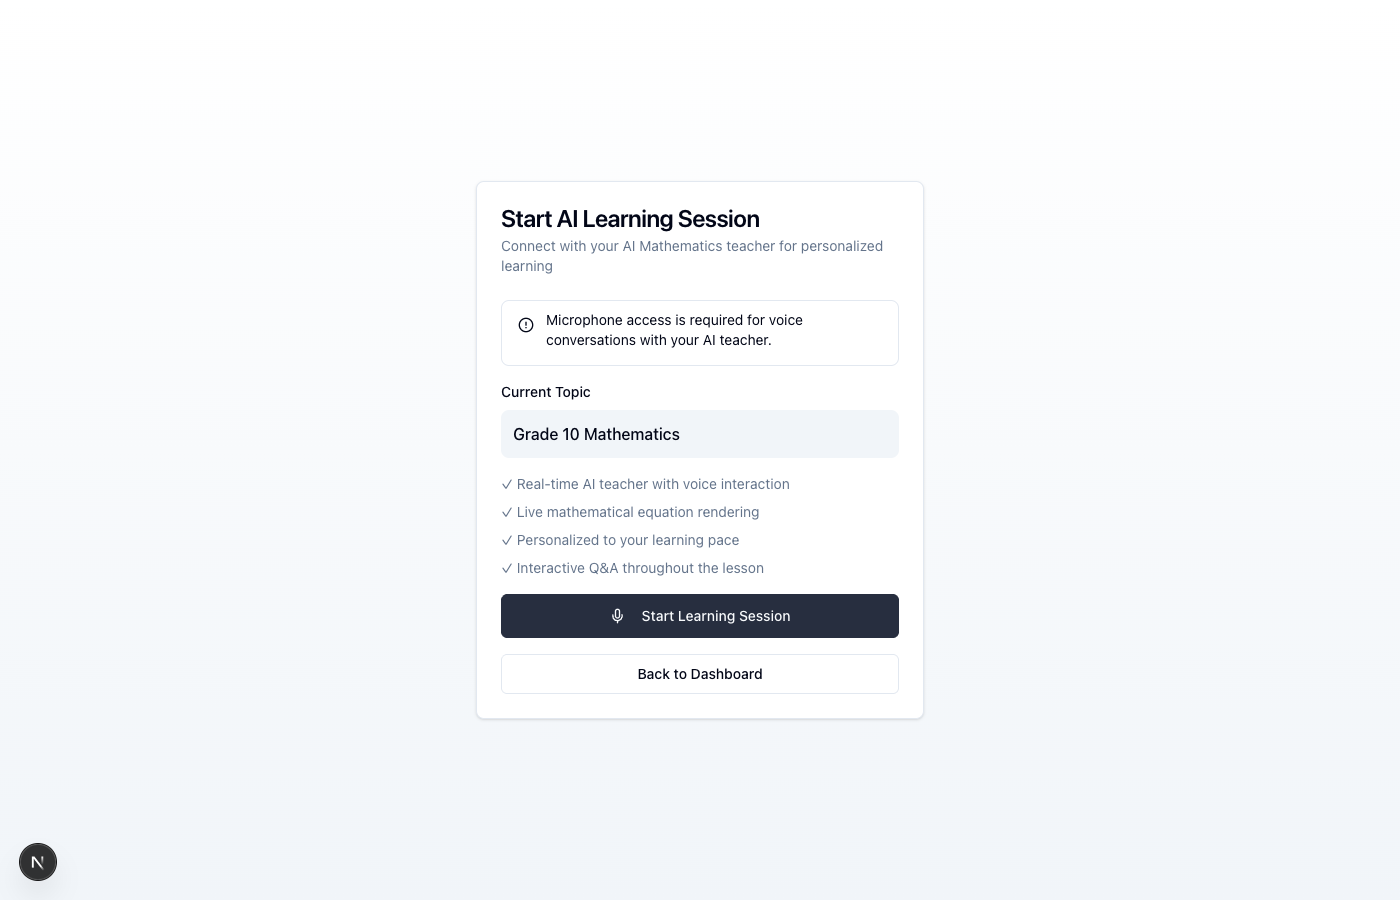 Start AI Learning Session
Connect with your AI Mathematics teacher for personalized
learning
Microphone access is required for voice
conversations with your AI teacher.
Current Topic
Grade 10 Mathematics
✓ Real-time AI teacher with voice interaction
✓ Live mathematical equation rendering
✓ Personalized to your learning pace
✓ Interactive Q&A throughout the lesson
Start Learning Session
Back to Dashboard
N